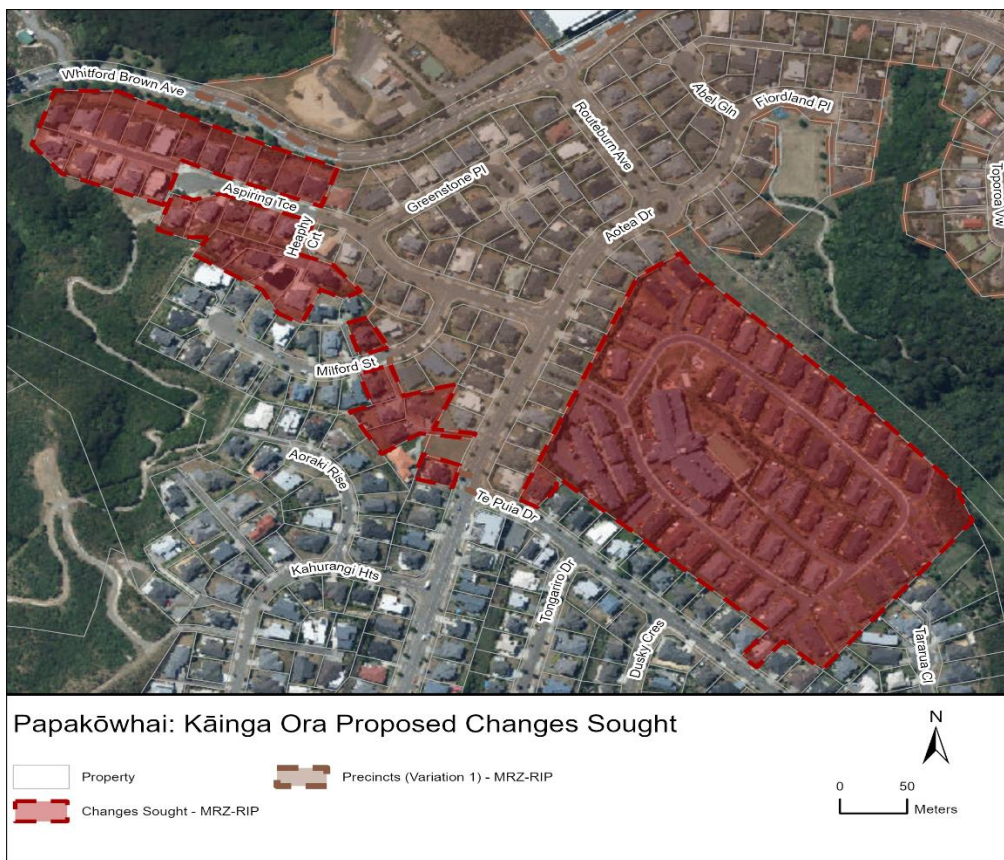 Whitford Brown Ave
Abel Gln
Fiordland Pl
Routeburn Ave
Toporoa VW
Greenstone Pl
Aspiring Tce
Heaphy
Crt
Aotea Dr
Milford St
Aoraki Rise
Te Puia Dr
Kahurangi Hts
Tongariro Dr
Dusky Cres
Tararua Cl
Papakōwhai: Kāinga Ora Proposed Changes Sought
N
Property
Precincts (Variation 1) - MRZ-RIP
Changes Sought - MRZ-RIP
0 50
Meters